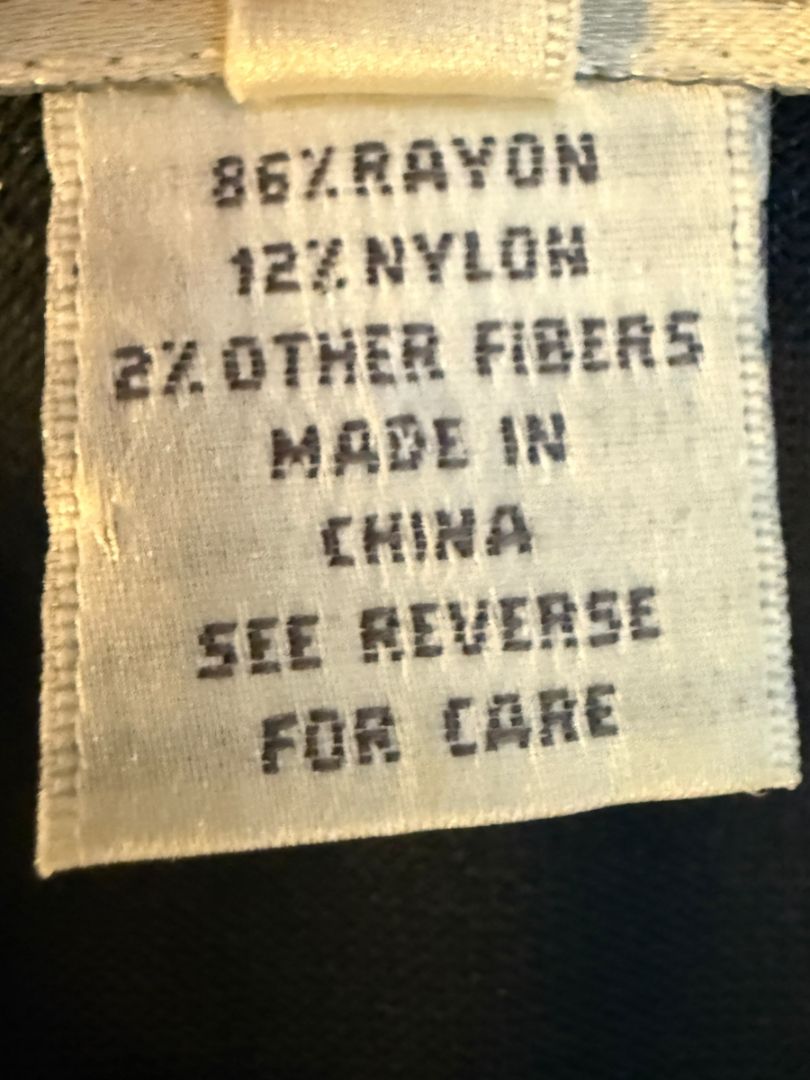 86% RAYON
12% NYLON
2% OTHER FIBERS
MADE IN
CHINA
SEE REVERSE
FOR CARE